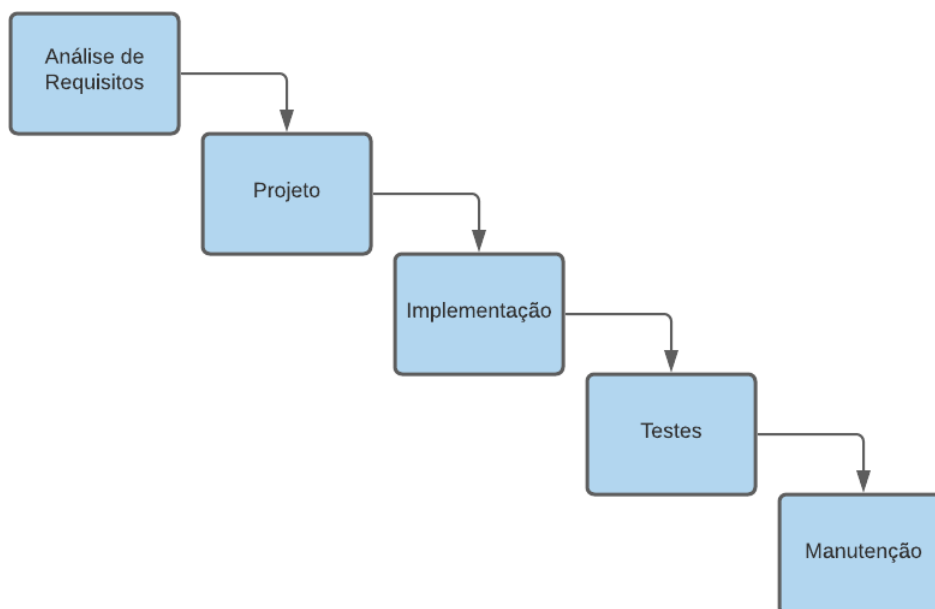 Análise de
Requisitos
Projeto
Implementação
Testes
Manutenção